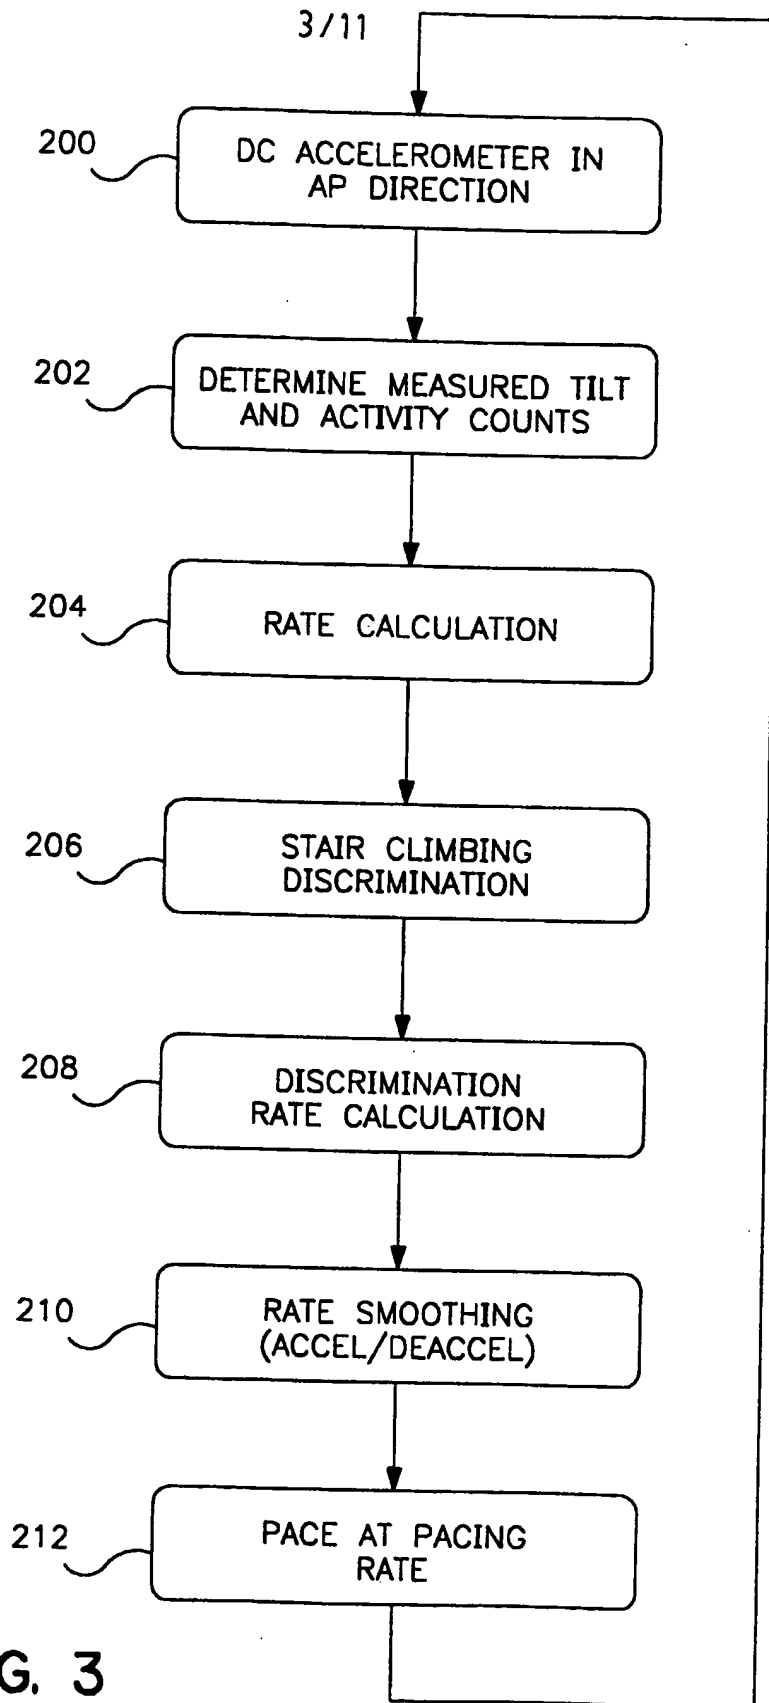 3/11
200
DC ACCELEROMETER IN
AP DIRECTION
202
DETERMINE MEASURED TILT
AND ACTIVITY COUNTS
204
RATE CALCULATION
206
STAIR CLIMBING
DISCRIMINATION
208
DISCRIMINATION
RATE CALCULATION
210
RATE SMOOTHING
(ACCEL/DEACCEL)
212
PACE AT PACING
RATE
G. 3